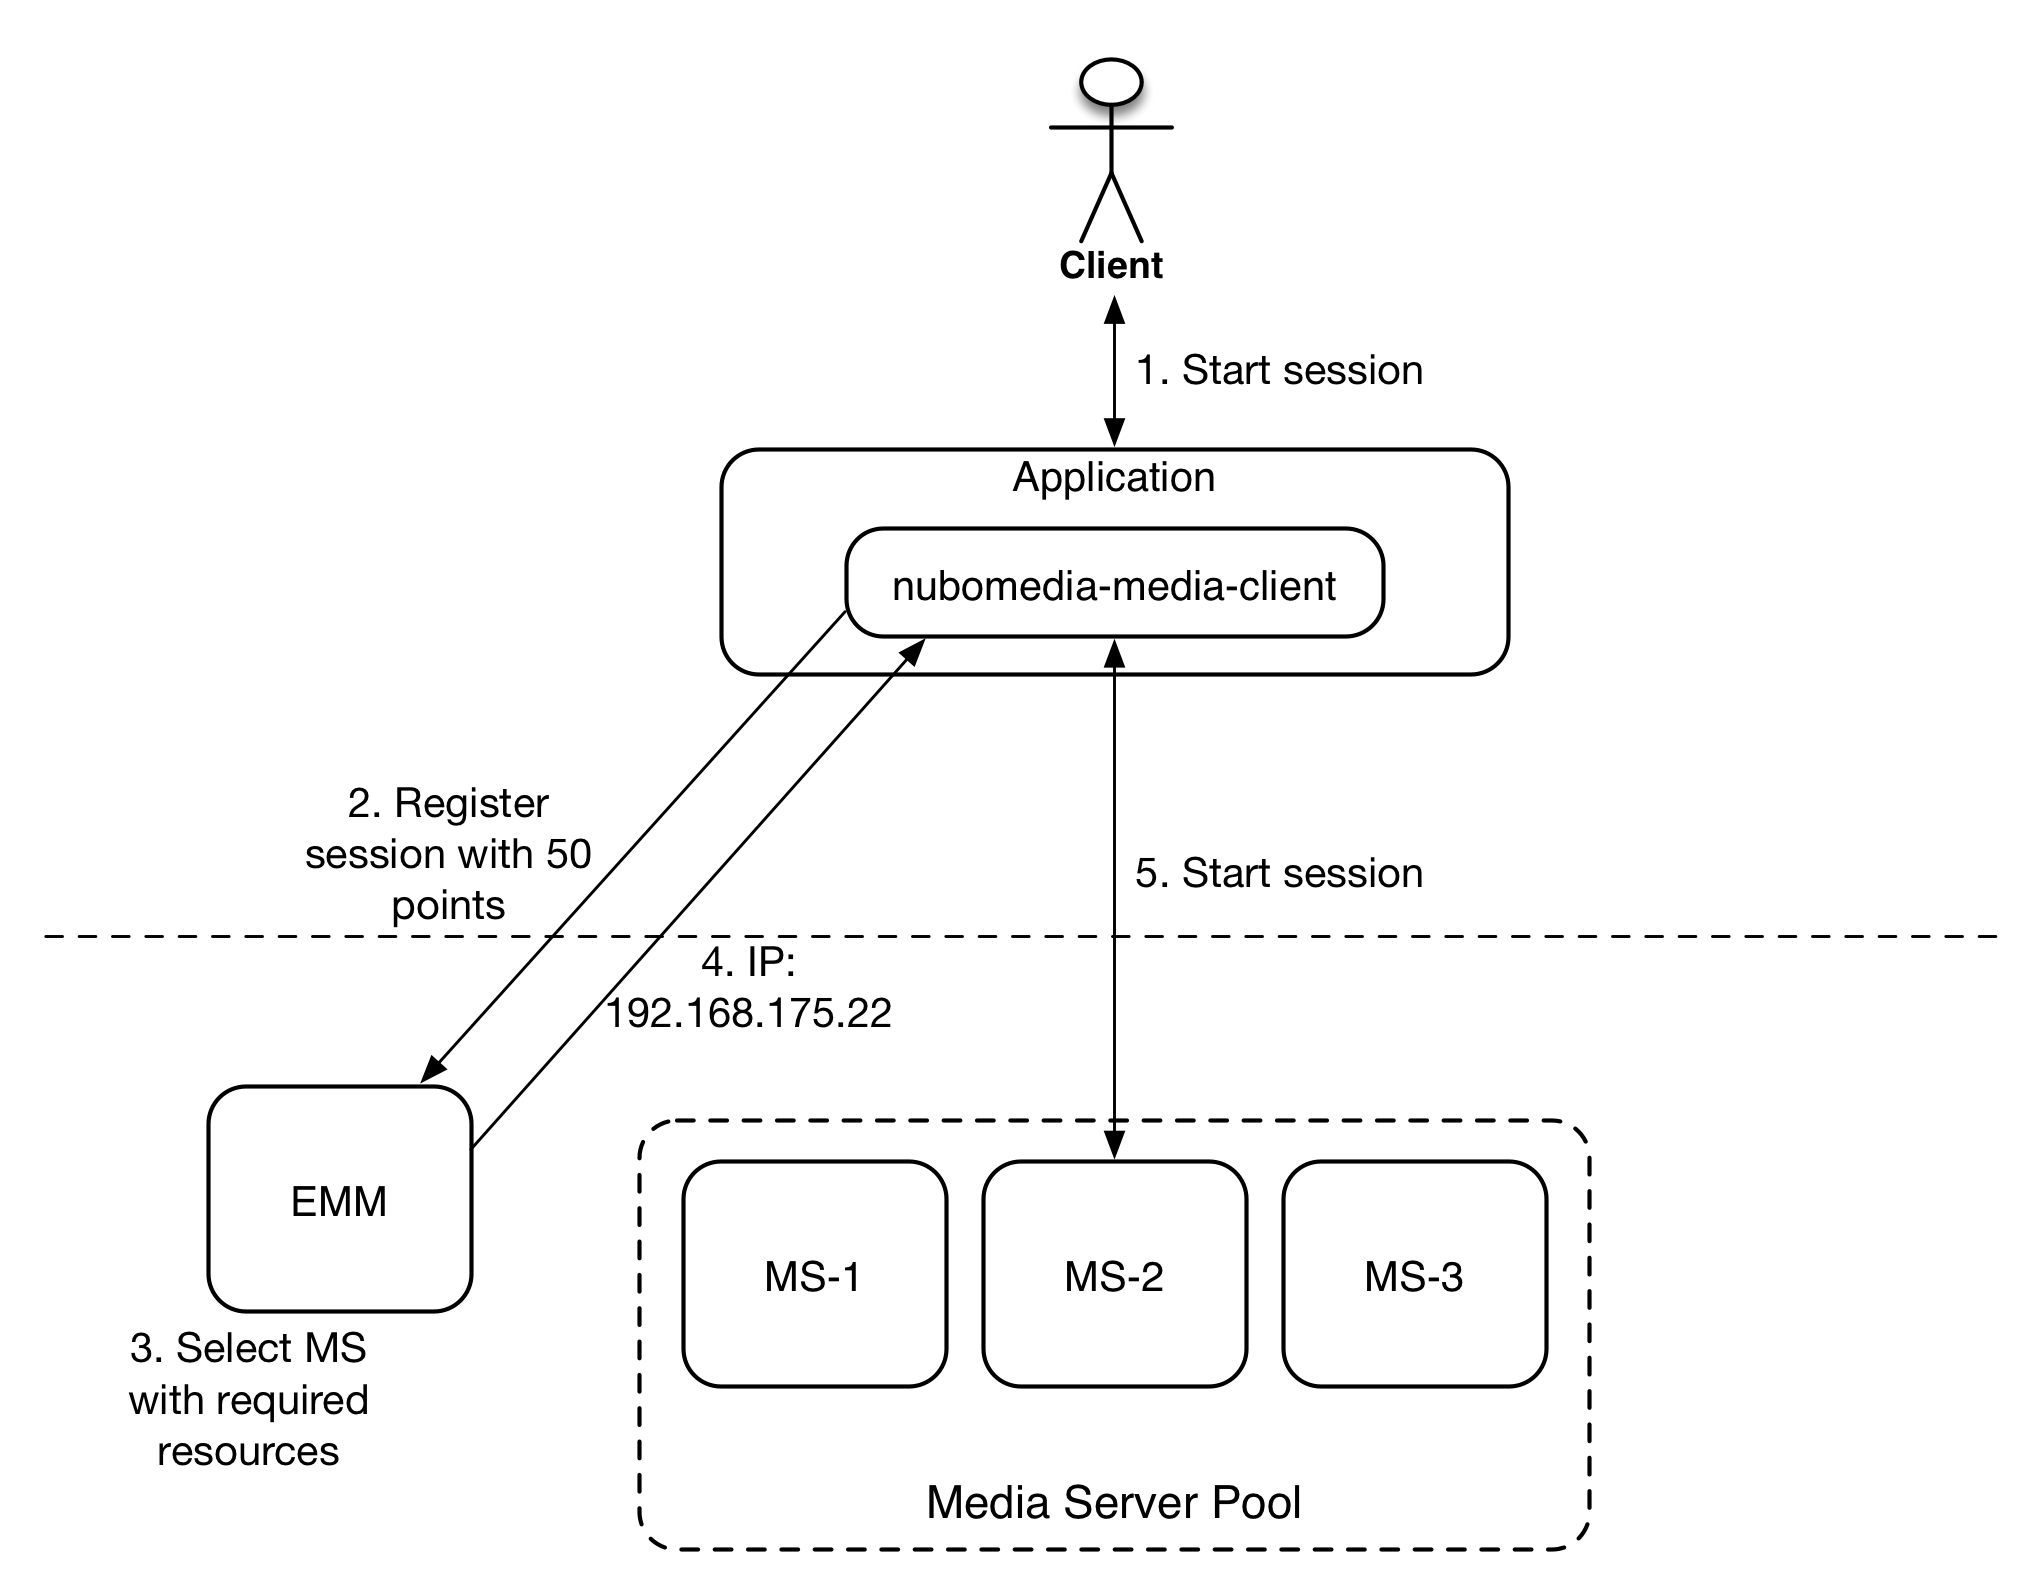 Client
1. Start session
Application
nubomedia-media-client
2. Register
session with 50
points
5. Start session
4. IP:
192.168.175.22
EMM
3. Select MS
with required
resources
MS-1
MS-2
MS-3
Media Server Pool